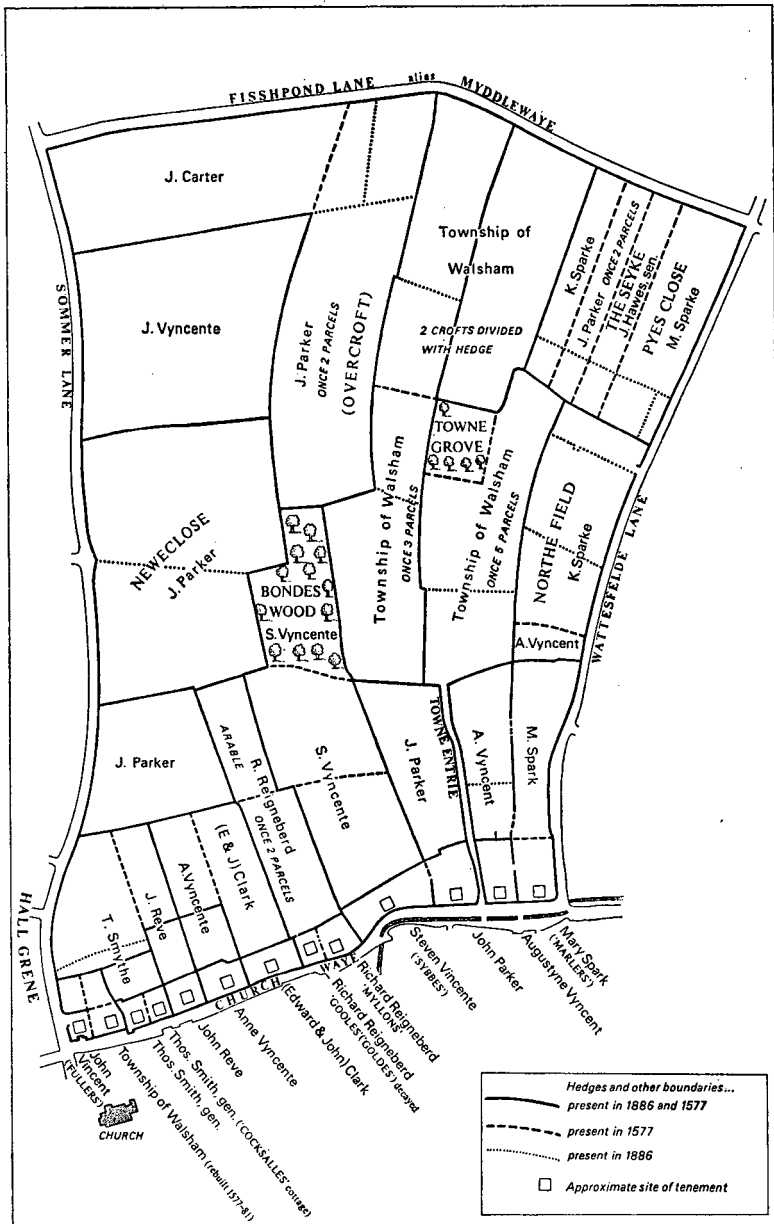 FISSHPOND LANE alias MYDDLEWAYE
J. Carter
SOMMER LANE
J. Vyncente
J. Parker
ONCE 2 PARCELS
(OVERCROFT)
Township of
Walsham
2 CROFTS DIVIDED
WITH HEDGE
K. Sparke
J. Parker ONCE 2 PARCELS
THE SEYKE
J. Hawes, sen.
PYES CLOSE
M. Sparke
TOWNE
GROVE
Township of Walsham
ONCE 3 PARCELS
Township of Walsham
ONCE 5 PARCELS
NORTHE FIELD
K. Sparke
WATTESFELDE LANE
NEWECLOSE
J. Parker
BONDES
WOOD
S. Vyncente
A. Vyncent
J. Parker
ARABLE
R. Reigneberd
ONCE 2 PARCELS
S. Vyncente
J. Parker
TOWNE ENTRIE
A. Vyncent
M. Spark
HALL GRENE
T. Smythe
J. Reve
A. Vyncente
(E & J) Clark
CHURCH WAYE
John
Vincent
('FULLERS')
CHURCH
Township of Walsham (rebuilt 1577-81)
Thos. Smith, gen.
Thos. Smith, gen. ('COCKSALLES' cottage)
John Reve
Anne Vyncente
(Edward & John) Clark
Richard Reigneberd
'GOOLES' ('GOLDES') decayed
Richard Reigneberd
'MYLLONS'
Steven Vincente
('SYBBES')
John Parker
Augustyne Vyncent
Mary Spark
('MARLERS')
Hedges and other boundaries...
present in 1886 and 1577
present in 1577
present in 1886
Approximate site of tenement